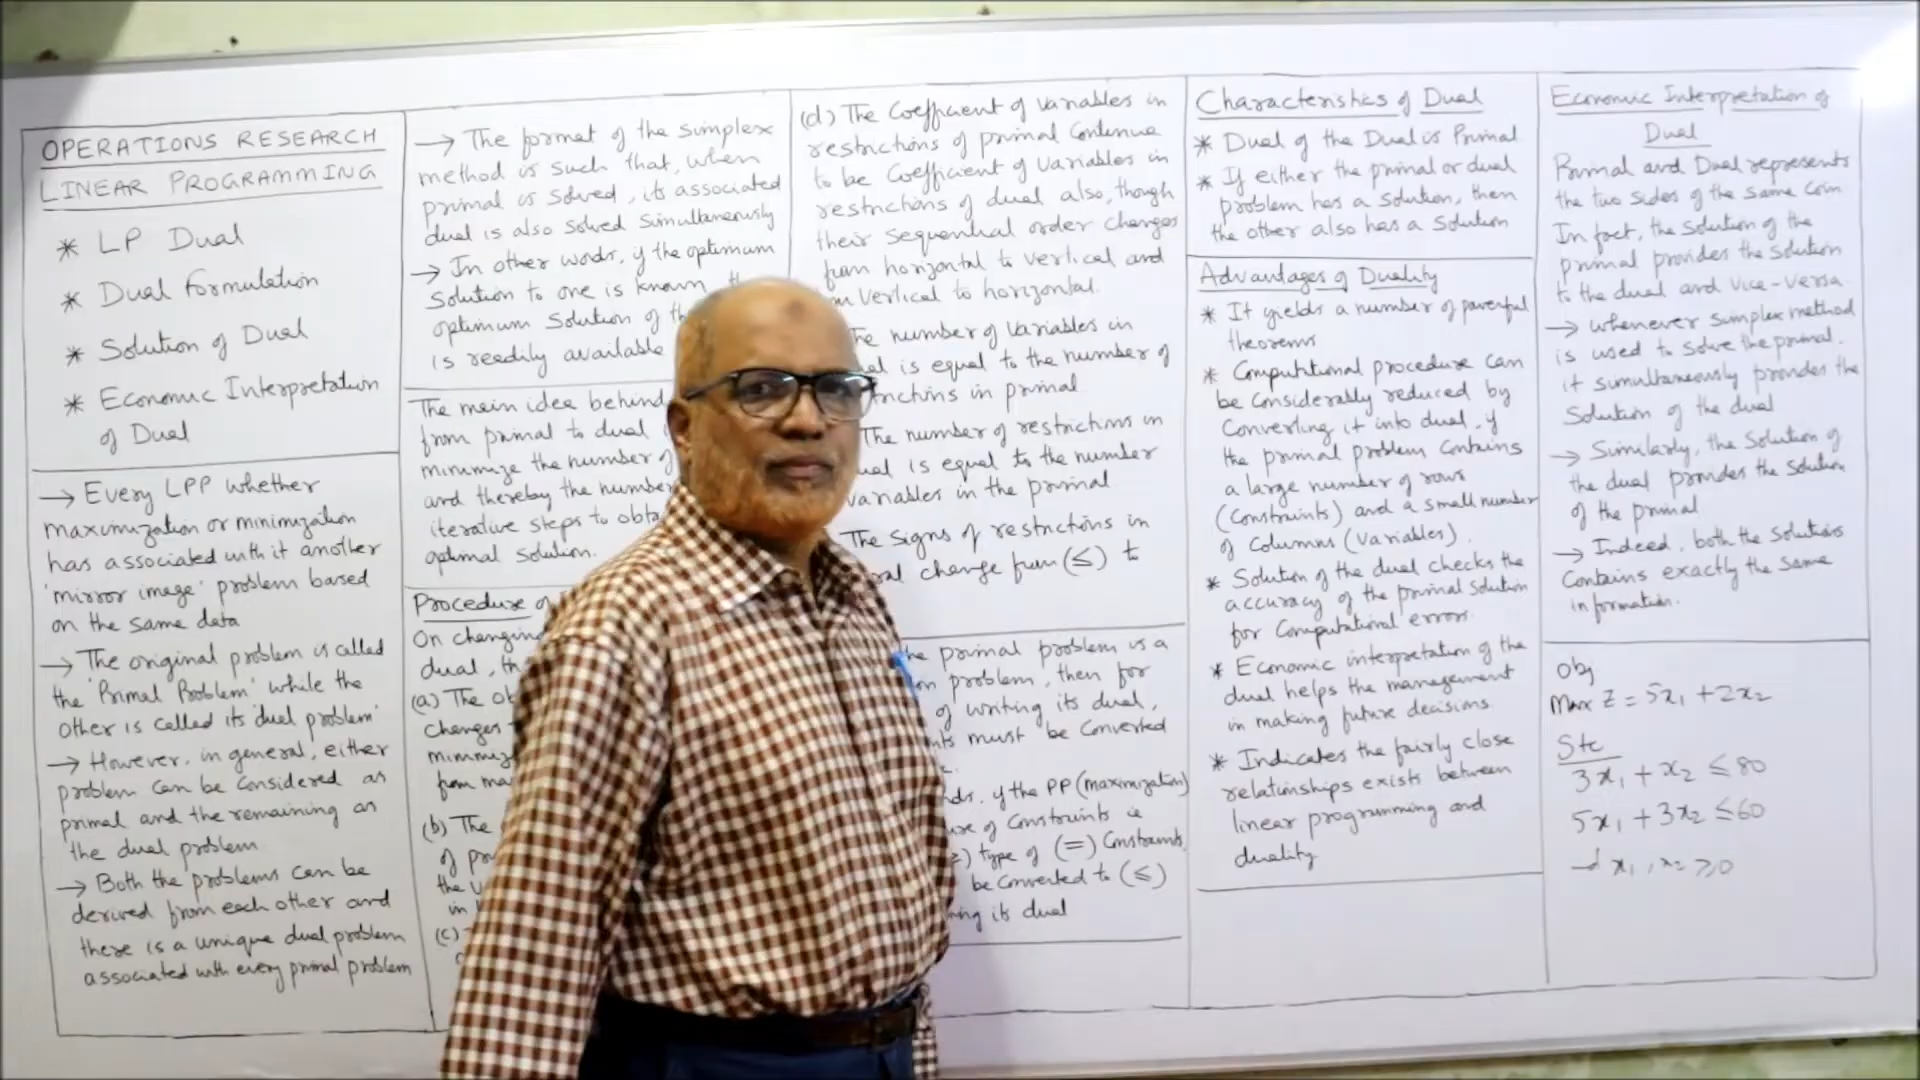 OPERATIONS RESEARCH
LINEAR PROGRAMMING
* LP Dual
* Dual Formulation
* Solution of Dual
* Economic Interpretation
of Dual
→ Every LPP whether
maximization or minimization
has associated with it another
'mirror image' problem based
on the same data
→ The original problem is called
the 'Primal Problem' while the
other is called its 'dual problem'
→ However, in general, either
problem can be considered as
primal and the remaining as
the dual problem
→ Both the problems can be
derived from each other and
there is a unique dual problem
associated with every primal problem
→ The format of the simplex
method is such that, when
primal is solved, its associated
dual is also solved simultaneously
→ In other words, if the optimum
solution to one is known
optimum solution of
is readily available
The main idea behind
from primal to dual
minimize the number of
and thereby the number
iterative steps to
optimal solution.
Procedure of
On changing
dual,
(a) The
changes
from
(b) The
of
the
in
(c)
(d) The Coefficient of variables in
restrictions of primal Continue
to be Coefficient of variables in
restrictions of dual also, though
their sequential order changes
from horizontal to vertical and
vertical to horizontal.
number of variables in
is equal to the number of
in primal
The number of restrictions in
is equal to the number
variables in the primal
The signs of restrictions in
change from (≤) to
primal problem is a
problem, then for
of writing its dual,
must be Converted
if the PP (maximization)
of Constraints ie
type of (=) Constraints,
be Converted to (≤)
its dual
Characteristics of Dual
* Dual of the Dual is Primal
* If either the primal or dual
problem has a solution, then
the other also has a solution
Advantages of Duality
* It yields a number of powerful
theorems
* Computational procedure can
be considerably reduced by
converting it into dual, if
the primal problem contains
a large number of rows
(Constraints) and a small number
of Columns (variables).
* Solution of the dual checks the
accuracy of the primal solution
for Computational errors.
* Economic interpretation of the
dual helps the management
in making future decisions
* Indicates the fairly close
relationships exists between
linear programming and
duality
Economic Interpretation of
Dual
Primal and Dual represents
the two sides of the same coin
In fact, the solution of the
primal provides the solution
to the dual and vice-versa
→ whenever simplex method
is used to solve the primal,
it simultaneously provides the
Solution of the dual
→ Similarly, the solution of
the dual provides the solution
of the primal
→ Indeed, both the solutions
Contains exactly the same
information.
Obj
Max Z = 5x₁ + 2x₂
Stc
3x₁ + x₂ ≤ 80
5x₁ + 3x₂ ≤ 60
x₁, x₂ ≥ 0